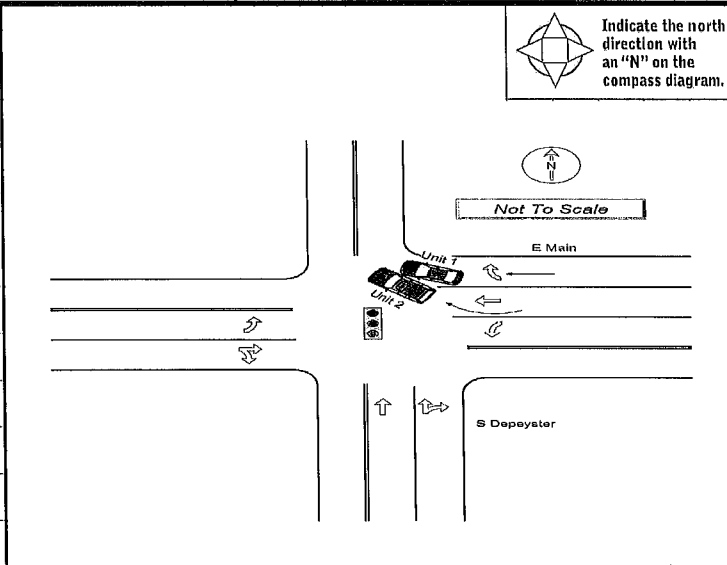 Indicate the north
direction with
an "N" on the
compass diagram.
N
Not To Scale
E Main
Unit 1
Unit 2
S Depeyster